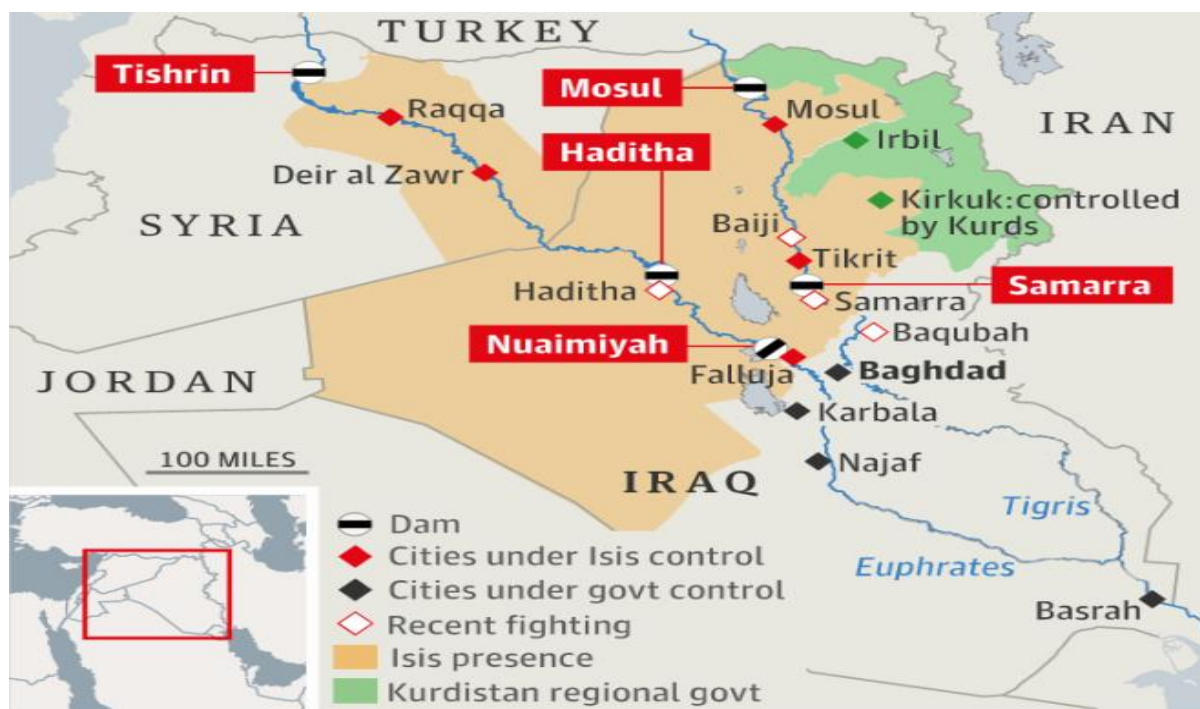 TURKEY
Tishrin
Mosul
Raqqa
Mosul
IRAN
Haditha
Irbil
Deir al Zawr
Kirkuk:controlled
by Kurds
SYRIA
Baiji
Tikrit
Haditha
Samarra
Samarra
Nuaimiyah
Baqubah
Falluja
Baghdad
JORDAN
Karbala
100 MILES
Najaf
IRAQ
Tigris
Euphrates
Basrah
Dam
Cities under Isis control
Cities under govt control
Recent fighting
Isis presence
Kurdistan regional govt